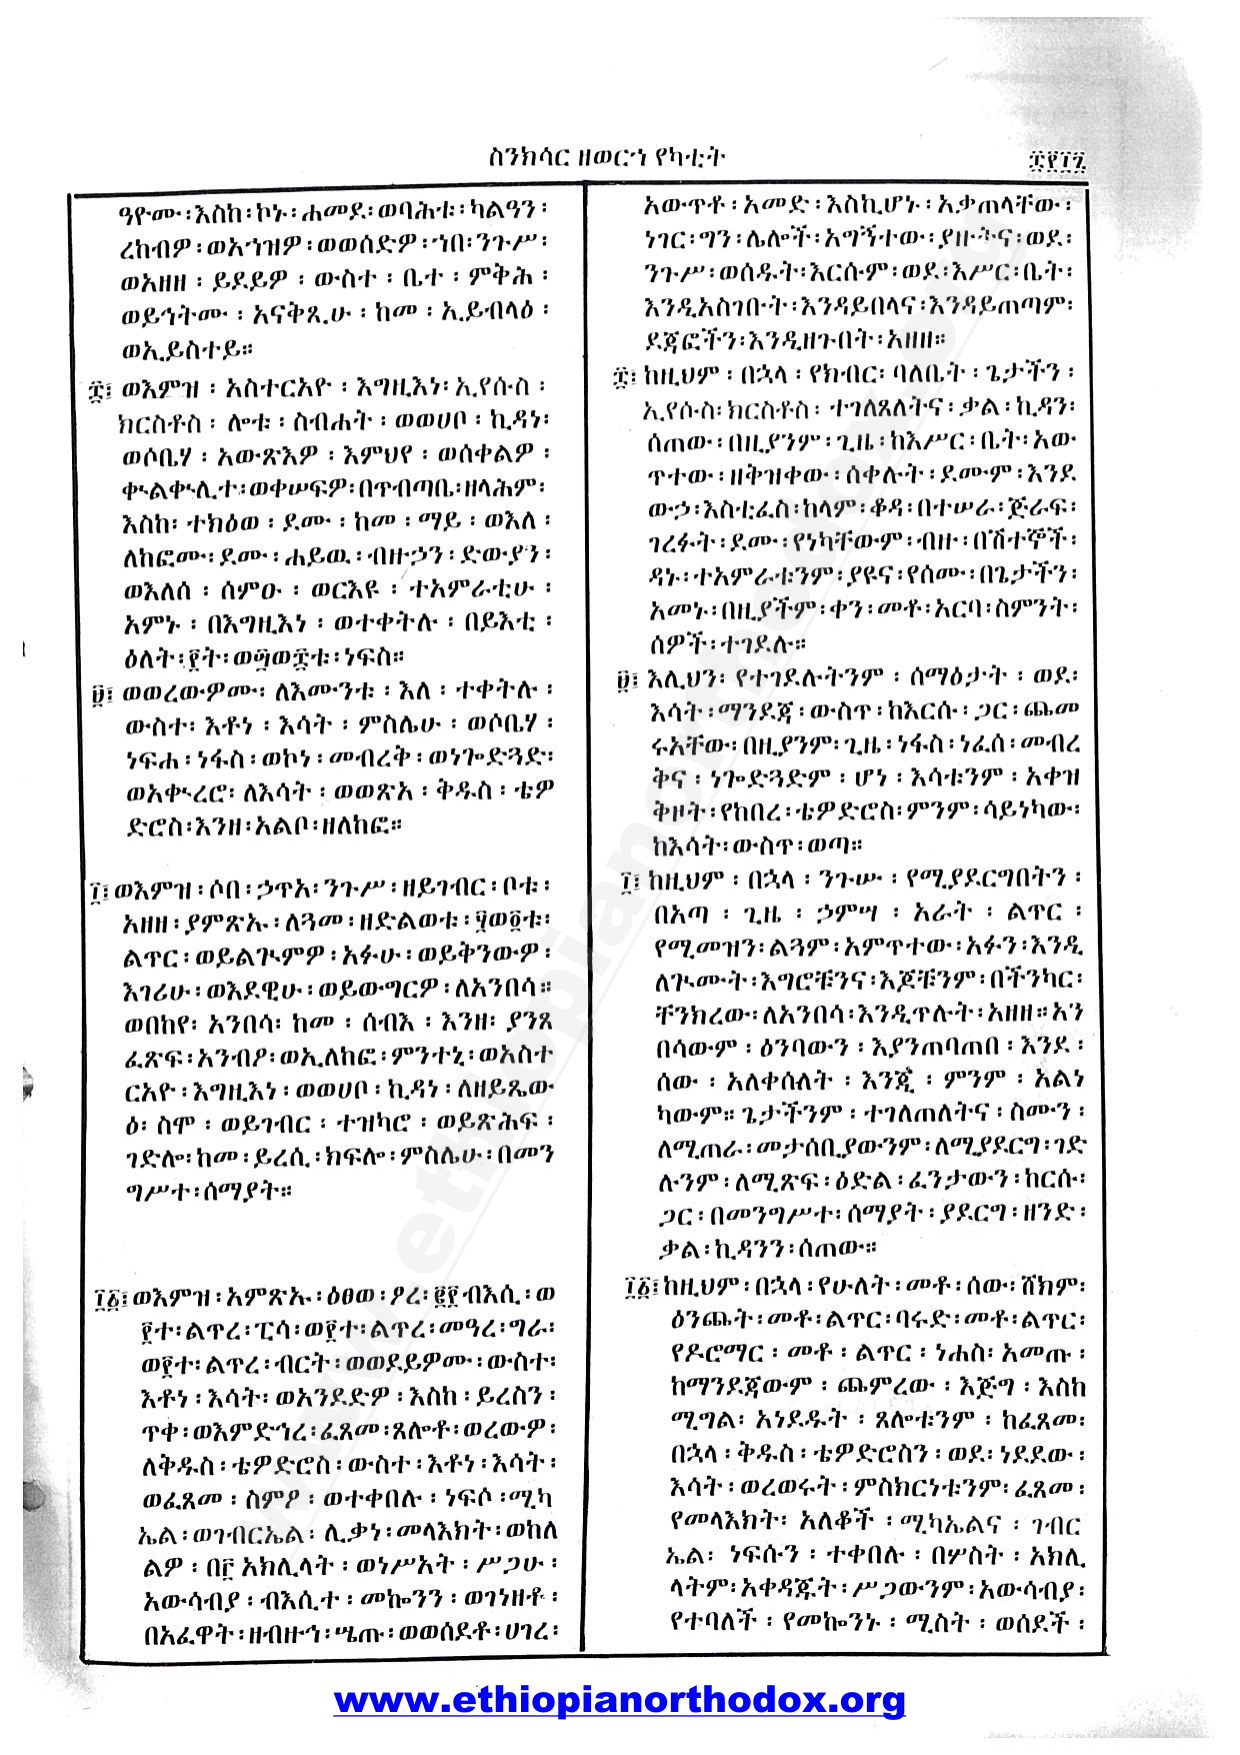 ስንክሳር ዘወርኀ የካቲት
ዓዮሙ ፡ እስከ ፡ ኮኑ ፡ ሐመደ ፡ ወባሕቱ ፡ ካልዓን ፡
ረከብዎ ፡ ወአኀዝዎ ፡ ወወሰድዎ ፡ ኀበ ፡ ንጉሥ ፡
ወአዘዘ ፡ ይደይዎ ፡ ውስተ ፡ ቤተ ፡ ምቅሕ ፡
ወይኅትሙ ፡ አናቅጺሁ ፡ ከመ ፡ ኢይብላዕ ፡
ወኢይስተይ።
፰፤ ወእምዝ ፡ አስተርአዮ ፡ እግዚእነ ፡ ኢየሱስ ፡
ክርስቶስ ፡ ሎቱ ፡ ስብሐት ፡ ወወሀቦ ፡ ኪዳነ ፡
ወሶቤሃ ፡ አውጽእዎ ፡ እምህየ ፡ ወሰቀልዎ ፡
ቍልቍሊተ ፡ ወቀሠፍዎ ፡ በጥብጣቤ ፡ ዘላሕም ፡
እስከ ፡ ተክዕወ ፡ ደሙ ፡ ከመ ፡ ማይ ፡ ወእለ ፡
ለከፎሙ ፡ ደሙ ፡ ሐይዉ ፡ ብዙኃን ፡ ድውያን ፡
ወእለሰ ፡ ሰምዑ ፡ ወርእዩ ፡ ተአምራቲሁ ፡
አምኑ ፡ በእግዚእነ ፡ ወተቀትሉ ፡ በይእቲ ፡
ዕለት ፡ ፻ት ፡ ወ፵ወ፰ቱ ፡ ነፍስ።
፱፤ ወወረውዎሙ ፡ ለእሙንቱ ፡ እለ ፡ ተቀትሉ ፡
ውስተ ፡ እቶነ ፡ እሳት ፡ ምስሌሁ ፡ ወሶቤሃ ፡
ነፍሐ ፡ ነፋስ ፡ ወኮነ ፡ መብረቅ ፡ ወነጐድጓድ ፡
ወአቍረሮ ፡ ለእሳት ፡ ወወጽአ ፡ ቅዱስ ፡ ቴዎ
ድሮስ ፡ እንዘ ፡ አልቦ ፡ ዘለከፎ።
፲፤ ወእምዝ ፡ ሶበ ፡ ኃጥአ ፡ ንጉሥ ፡ ዘይገብር ፡ ቦቱ ፡
አዘዘ ፡ ያምጽኡ ፡ ለጓመ ፡ ዘድልወቱ ፡
ልጥር ፡ ወይልጕምዎ ፡ አፉሁ ፡ ወይቅንውዎ ፡
እገሪሁ ፡ ወእደዊሁ ፡ ወይውግርዎ ፡ ለአንበሳ።
ወበከየ ፡ አንበሳ ፡ ከመ ፡ ሰብእ ፡ እንዘ ፡ ያንጸ
ፈጽፍ ፡ አንብዖ ፡ ወኢለከፎ ፡ ምንተኒ ፡ ወአስተ
ርአዮ ፡ እግዚእነ ፡ ወወሀቦ ፡ ኪዳነ ፡ ለዘይጼው
ዕ ፡ ስሞ ፡ ወይገብር ፡ ተዝካሮ ፡ ወይጽሕፍ ፡
ገድሎ ፡ ከመ ፡ ይረሲ ፡ ክፍሎ ፡ ምስሌሁ ፡ በመን
ግሥተ ፡ ሰማያት።
፲፩፤ ወእምዝ ፡ አምጽኡ ፡ ዕፀወ ፡ ፆረ ፡ ፪፻ ብእሲ ፡ ወ
፻ተ ፡ ልጥረ ፡ ፒሳ ፡ ወ፻ተ ፡ ልጥረ ፡ መዓረ ፡ ግራ ፡
ወ፻ተ ፡ ልጥረ ፡ ብርት ፡ ወወደይዎሙ ፡ ውስተ ፡
እቶነ ፡ እሳት ፡ ወአንደድዎ ፡ እስከ ፡ ይረስን ፡
ጥቀ ፡ ወእምድኅረ ፡ ፈጸመ ፡ ጸሎቶ ፡ ወረውዎ ፡
ለቅዱስ ፡ ቴዎድሮስ ፡ ውስተ ፡ እቶነ ፡ እሳት ፡
ወፈጸመ ፡ ስምዖ ፡ ወተቀበሉ ፡ ነፍሶ ፡ ሚካ
ኤል ፡ ወገብርኤል ፡ ሊቃነ ፡ መላእክት ፡ ወከለ
ልዎ ፡ በ፫ አክሊላት ፡ ወነሥአት ፡ ሥጋሁ ፡
አውሳብያ ፡ ብእሲተ ፡ መኰንን ፡ ወገነዘቶ ፡
በአፈዋት ፡ ዘብዙኅ ፡ ሤጡ ፡ ወወሰደቶ ፡ ሀገረ ፡
አውጥቶ ፡ አመድ ፡ እስኪሆኑ ፡ አቃጠላቸው ፡
ነገር ፡ ግን ፡ ሌሎች ፡ አግኝተው ፡ ያዙትና ፡ ወደ ፡
ንጉሥ ፡ ወሰዱት ፡ እርሱም ፡ ወደ ፡ እሥር ፡ ቤት ፡
እንዲአስገቡት ፡ እንዳይበላና ፡ እንዳይጠጣም ፡
ደጃፎችን ፡ እንዲዘጉበት ፡ አዘዘ።
፰፤ ከዚህም ፡ በኋላ ፡ የክብር ፡ ባለቤት ፡ ጌታችን ፡
ኢየሱስ ፡ ክርስቶስ ፡ ተገለጸለትና ፡ ቃል ፡ ኪዳን ፡
ሰጠው ፡ በዚያንም ፡ ጊዜ ፡ ከእሥር ፡ ቤት ፡ አው
ጥተው ፡ ዘቅዝቀው ፡ ሰቀሉት ፡ ደሙም ፡ እንደ
ውኃ ፡ እስቲፈስ ፡ ከላም ፡ ቆዳ ፡ በተሠራ ፡ ጅራፍ ፡
ገረፉት ፡ ደሙ ፡ የነካቸውም ፡ ብዙ ፡ በሽተኞች ፡
ዳኑ ፡ ተአምራቱንም ፡ ያዩና ፡ የሰሙ ፡ በጌታችን ፡
አመኑ ፡ በዚያችም ፡ ቀን ፡ መቶ ፡ አርባ ፡ ስምንት ፡
ሰዎች ፡ ተገደሉ።
፱፤ እሊህን ፡ የተገደሉትንም ፡ ሰማዕታት ፡ ወደ ፡
እሳት ፡ ማንደጃ ፡ ውስጥ ፡ ከእርሱ ፡ ጋር ፡ ጨመ
ሩአቸው ፡ በዚያንም ፡ ጊዜ ፡ ነፋስ ፡ ነፈሰ ፡ መብረ
ቅና ፡ ነጐድጓድም ፡ ሆነ ፡ እሳቱንም ፡ አቀዝ
ቅዞት ፡ የከበረ ፡ ቴዎድሮስ ፡ ምንም ፡ ሳይነካው ፡
ከእሳት ፡ ውስጥ ፡ ወጣ።
፲፤ ከዚህም ፡ በኋላ ፡ ንጉሡ ፡ የሚያደርግበትን ፡
በአጣ ፡ ጊዜ ፡ ኃምሣ ፡ አራት ፡ ልጥር ፡
የሚመዝን ፡ ልጓም ፡ አምጥተው ፡ አፉን ፡ እንዲ
ለጕሙት ፡ እግሮቹንና ፡ እጆቹንም ፡ በችንካር ፡
ቸንክረው ፡ ለአንበሳ ፡ እንዲጥሉት ፡ አዘዘ። አን
በሳውም ፡ ዕንባውን ፡ እያንጠባጠበ ፡ እንደ ፡
ሰው ፡ አለቀሰለት ፡ እንጂ ፡ ምንም ፡ አልነ
ካውም። ጌታችንም ፡ ተገለጠለትና ፡ ስሙን ፡
ለሚጠራ ፡ መታሰቢያውንም ፡ ለሚያደርግ ፡ ገድ
ሉንም ፡ ለሚጽፍ ፡ ዕድል ፡ ፈንታውን ፡ ከርሱ ፡
ጋር ፡ በመንግሥተ ፡ ሰማያት ፡ ያደርግ ፡ ዘንድ ፡
ቃል ፡ ኪዳንን ፡ ሰጠው።
፲፩፤ ከዚህም ፡ በኋላ ፡ የሁለት ፡ መቶ ፡ ሰው ፡ ሸክም ፡
ዕንጨት ፡ መቶ ፡ ልጥር ፡ ባሩድ ፡ መቶ ፡ ልጥር ፡
የዶሮማር ፡ መቶ ፡ ልጥር ፡ ነሐስ ፡ አመጡ ፡
ከማንደጃውም ፡ ጨምረው ፡ እጅግ ፡ እስከ
ሚግል ፡ አነደዱት ፡ ጸሎቱንም ፡ ከፈጸመ ፡
በኋላ ፡ ቅዱስ ፡ ቴዎድሮስን ፡ ወደ ፡ ነደደው ፡
እሳት ፡ ወረወሩት ፡ ምስክርነቱንም ፡ ፈጸመ ፡
የመላእክት ፡ አለቆች ፡ ሚካኤልና ፡ ገብር
ኤል ፡ ነፍሱን ፡ ተቀበሉ ፡ በሦስት ፡ አክሊ
ላትም ፡ አቀዳጁት ፡ ሥጋውንም ፡ አውሳብያ ፡
የተባለች ፡ የመኰንኑ ፡ ሚስት ፡ ወሰደች ፡
www.ethiopianorthodox.org